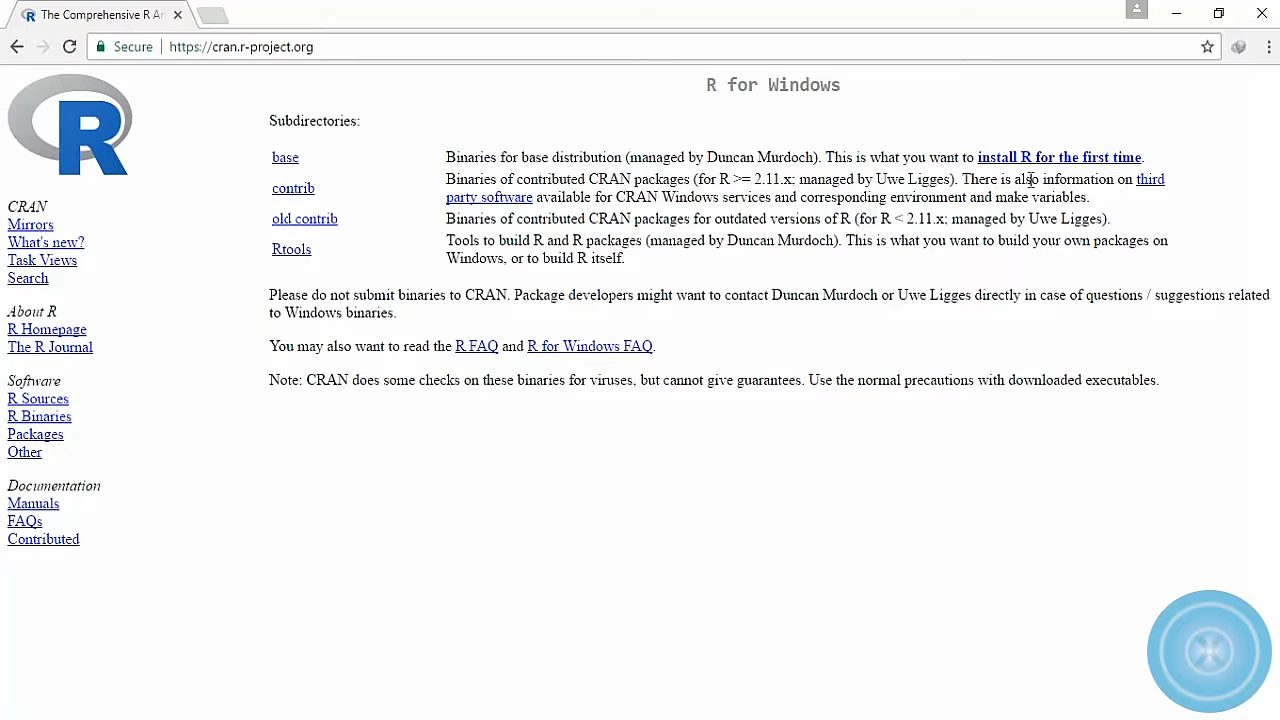 The Comprehensive R Ar
Secure
https://cran.r-project.org
R
CRAN
Mirrors
What's new?
Task Views
Search
About R
R Homepage
The R Journal
Software
R Sources
R Binaries
Packages
Other
Documentation
Manuals
FAQs
Contributed
R for Windows
Subdirectories:
base
Binaries for base distribution (managed by Duncan Murdoch). This is what you want to install R for the first time.
contrib
Binaries of contributed CRAN packages (for R >= 2.11.x; managed by Uwe Ligges). There is also information on third
party software available for CRAN Windows services and corresponding environment and make variables.
old contrib
Binaries of contributed CRAN packages for outdated versions of R (for R < 2.11.x; managed by Uwe Ligges).
Rtools
Tools to build R and R packages (managed by Duncan Murdoch). This is what you want to build your own packages on
Windows, or to build R itself.
Please do not submit binaries to CRAN. Package developers might want to contact Duncan Murdoch or Uwe Ligges directly in case of questions / suggestions related
to Windows binaries.
You may also want to read the R FAQ and R for Windows FAQ.
Note: CRAN does some checks on these binaries for viruses, but cannot give guarantees. Use the normal precautions with downloaded executables.